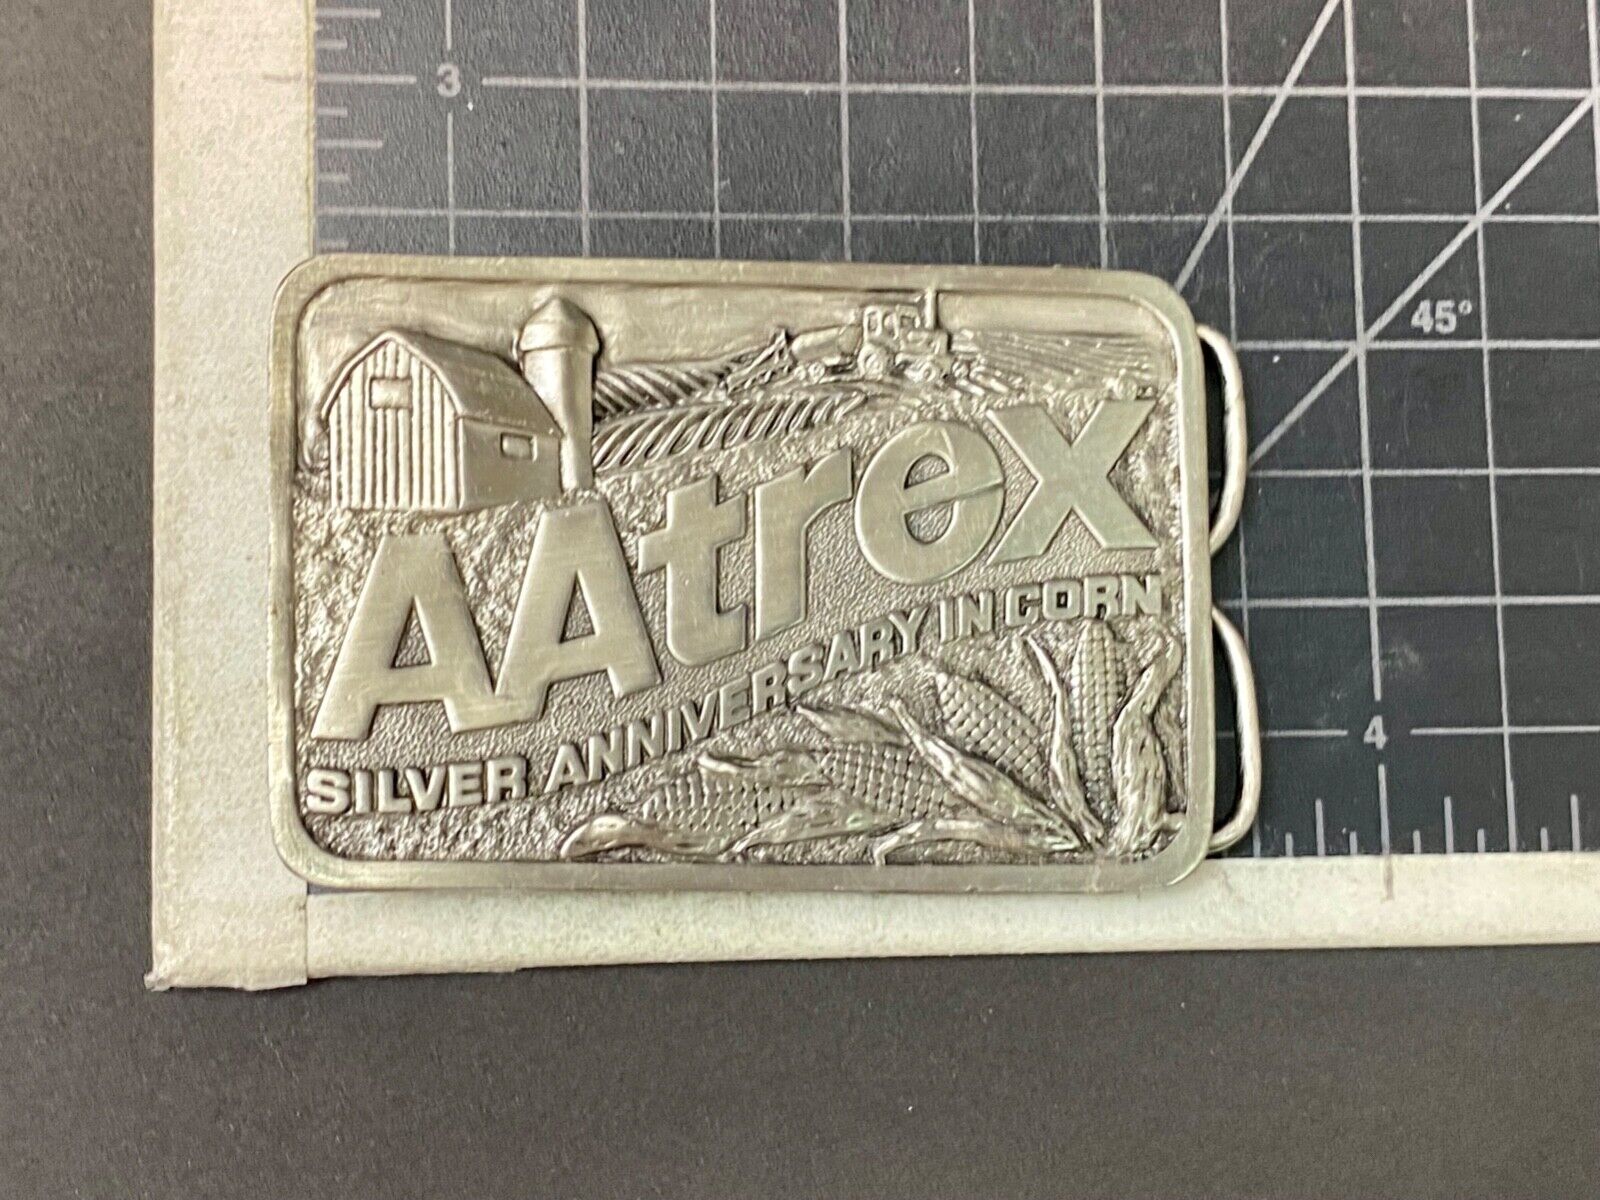 3
45°
AAtrex
SILVER ANNIVERSARY IN CORN
4